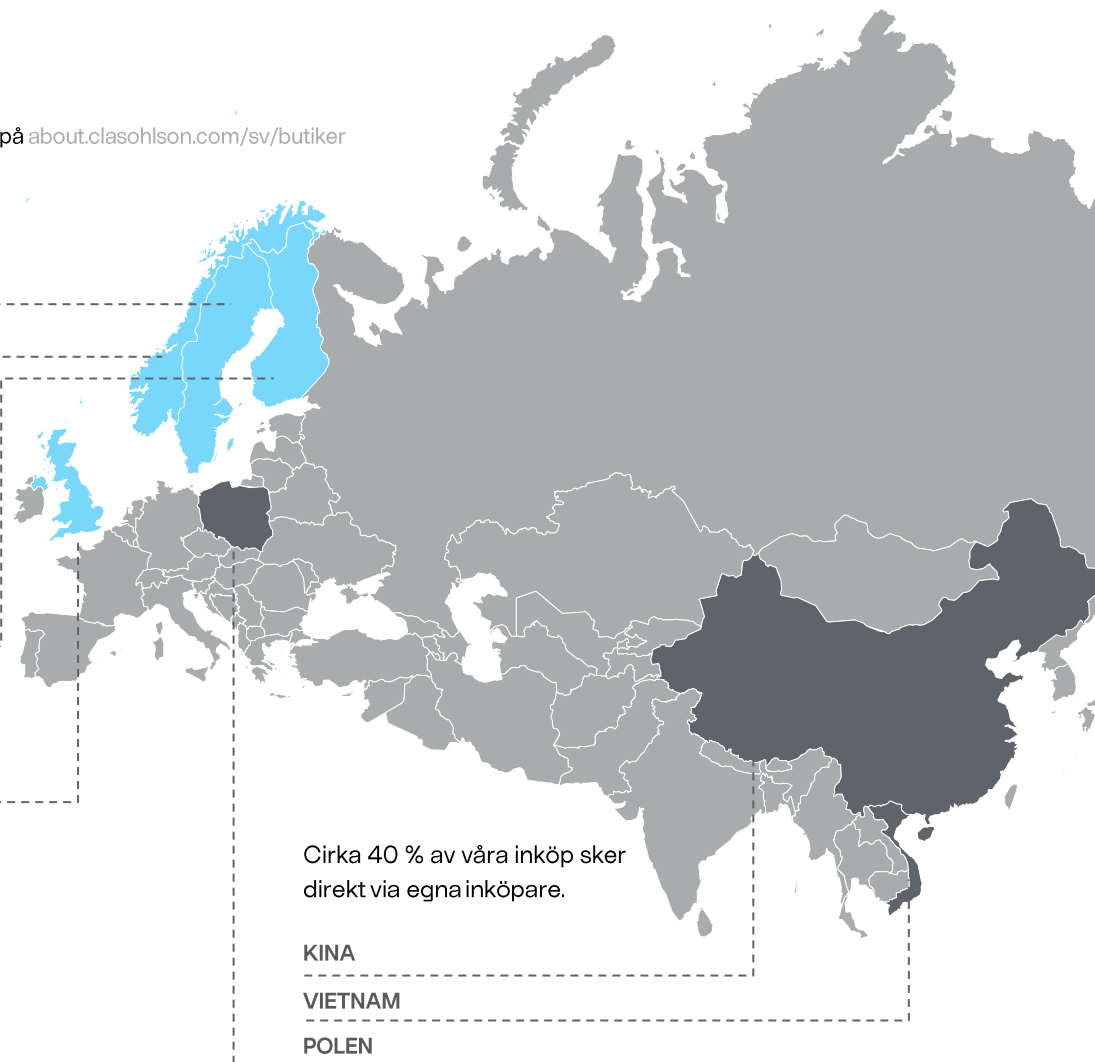 på about.clasohlson.com/sv/butiker
Cirka 40 % av våra inköp sker
direkt via egna inköpare.
KINA
VIETNAM
POLEN